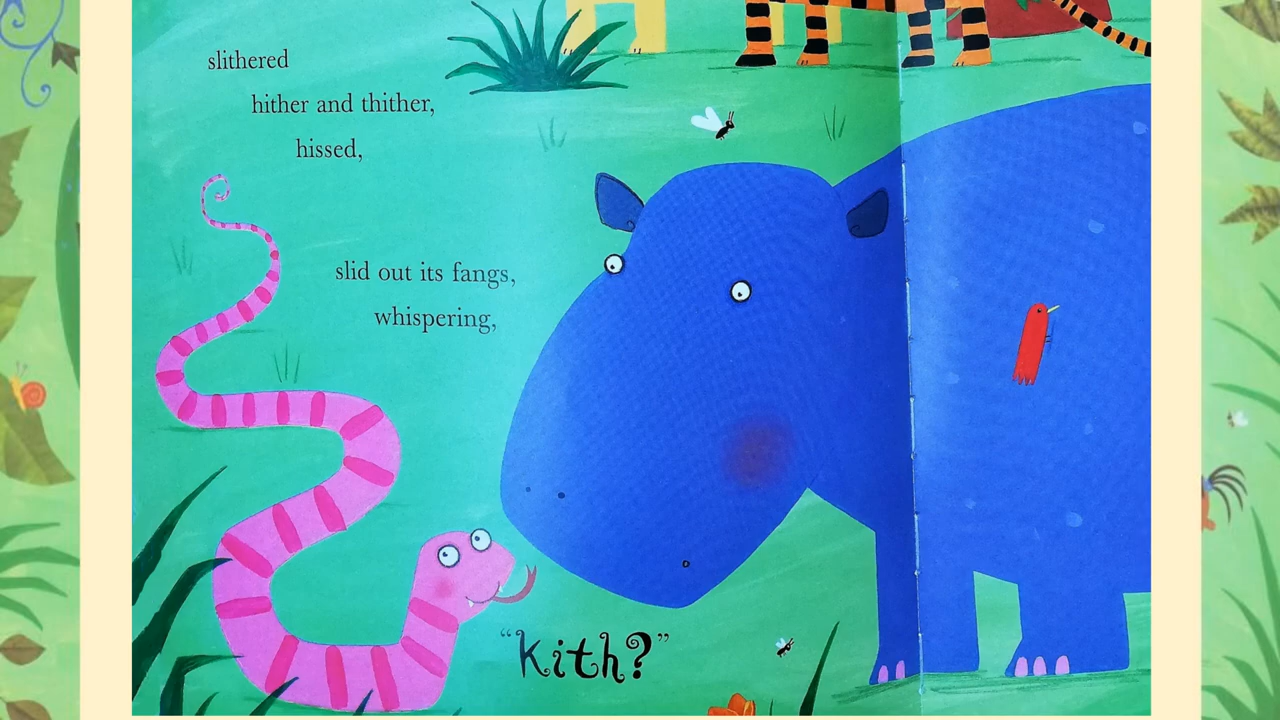 slithered
hither and thither,
hissed,
slid out its fangs,
whispering,
“kith?”